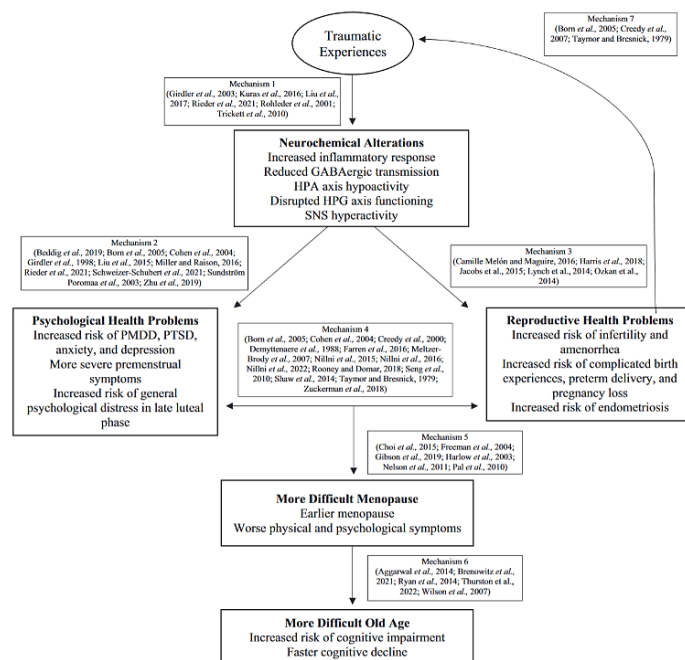 Traumatic
Experiences
Mechanism 7
(Born et al., 2005; Creedy et al.,
2007; Taymor and Bresnick, 1979)
Mechanism 1
(Girdler et al., 2003; Kuras et al., 2016; Liu et al.,
2017; Rieder et al., 2021; Rohleder et al., 2001;
Trickett et al., 2010)
Neurochemical Alterations
Increased inflammatory response
Reduced GABAergic transmission
HPA axis hypoactivity
Disrupted HPG axis functioning
SNS hyperactivity
Mechanism 2
(Beddig et al., 2019; Born et al., 2005; Cohen et al., 2004;
Girdler et al., 1998; Liu et al., 2015; Miller and Raison, 2016;
Rieder et al., 2021; Schweizer-Schubert et al., 2021; Sundström
Poromaa et al., 2003; Zhu et al., 2019)
Mechanism 3
(Camille Melón and Maguire, 2016; Harris et al., 2018;
Jacobs et al., 2015; Lynch et al., 2014; Ozkan et al.,
2014)
Psychological Health Problems
Increased risk of PMDD, PTSD,
anxiety, and depression
More severe premenstrual
symptoms
Increased risk of general
psychological distress in late luteal
phase
Mechanism 4
(Born et al., 2005; Cohen et al., 2004; Creedy et al., 2000;
Demyttenaere et al., 1988; Farren et al., 2016; Meltzer-
Brody et al., 2007; Nillni et al., 2015; Nillni et al., 2016;
Nillni et al., 2022; Rooney and Domar, 2018; Seng et al.,
2010; Shaw et al., 2014; Taymor and Bresnick, 1979;
Zuckerman et al., 2018)
Reproductive Health Problems
Increased risk of infertility and
amenorrhea
Increased risk of complicated birth
experiences, preterm delivery, and
pregnancy loss
Increased risk of endometriosis
Mechanism 5
(Choi et al., 2015; Freeman et al., 2004;
Gibson et al., 2019; Harlow et al., 2003;
Nelson et al., 2011; Pal et al., 2010)
More Difficult Menopause
Earlier menopause
Worse physical and psychological symptoms
Mechanism 6
(Aggarwal et al., 2014; Brenowitz et al.,
2021; Ryan et al., 2014; Thurston et al.,
2022; Wilson et al., 2007)
More Difficult Old Age
Increased risk of cognitive impairment
Faster cognitive decline